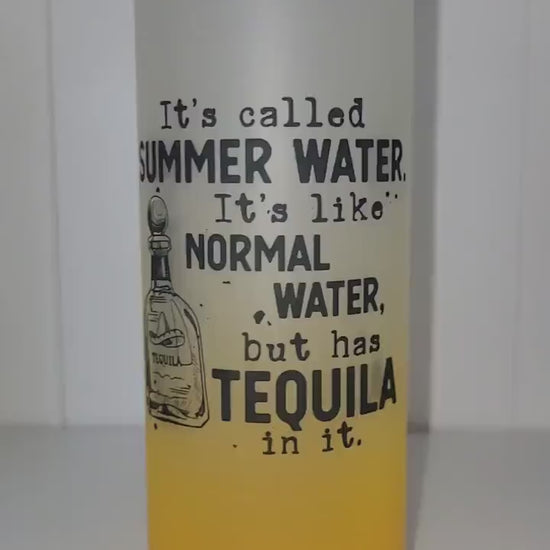 It's called
SUMMER WATER.
It's like
NORMAL
WATER,
but has
TEQUILA
TEQUILA
in it.